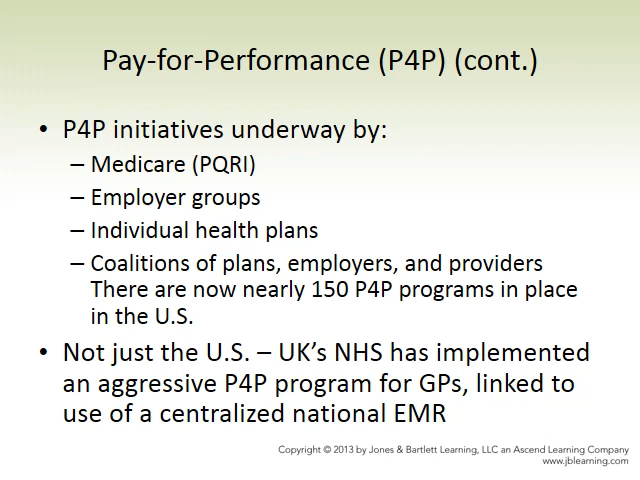 Pay-for-Performance (P4P) (cont.)
• P4P initiatives underway by:
– Medicare (PQRI)
– Employer groups
– Individual health plans
– Coalitions of plans, employers, and providers
There are now nearly 150 P4P programs in place
in the U.S.
• Not just the U.S. – UK’s NHS has implemented
an aggressive P4P program for GPs, linked to
use of a centralized national EMR
Copyright © 2013 by Jones & Bartlett Learning, LLC an Ascend Learning Company
www.jblearning.com